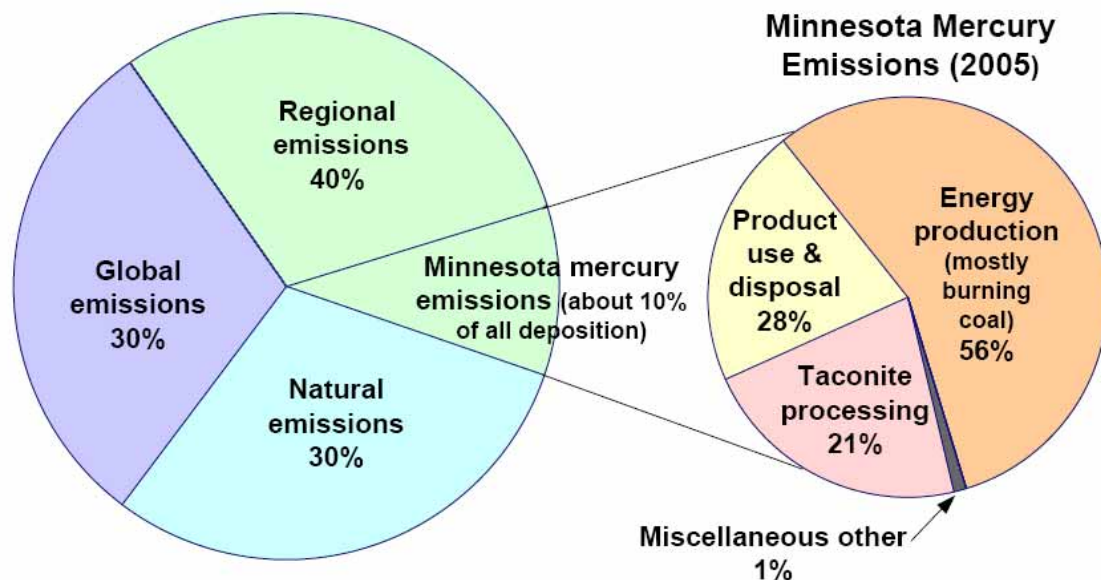 Minnesota Mercury
Emissions (2005)
Regional
emissions
40%
Global
emissions
30%
Natural
emissions
30%
Minnesota mercury
emissions (about 10%
of all deposition)
Product
use &
disposal
28%
Energy
production
(mostly
burning
coal)
56%
Taconite
processing
21%
Miscellaneous other
1%